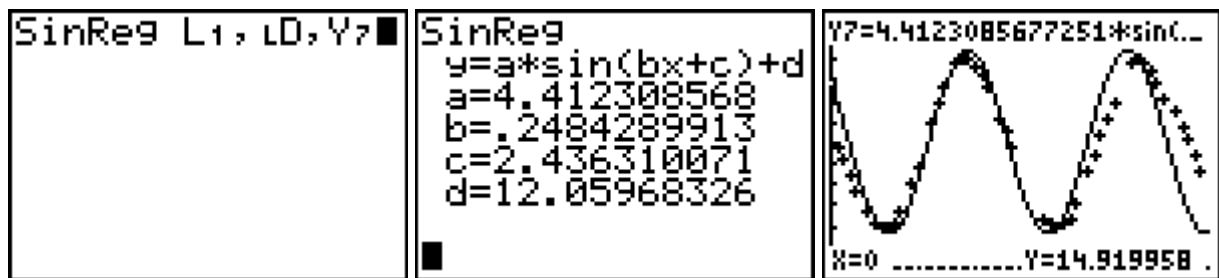 SinReg L₁, ʟD, Y₇
SinReg
y=a*sin(bx+c)+d
a=4.412308568
b=.2484289913
c=2.436310071
d=12.05968326
Y7=4.4123085677251*sin(…
X=0 Y=14.919958